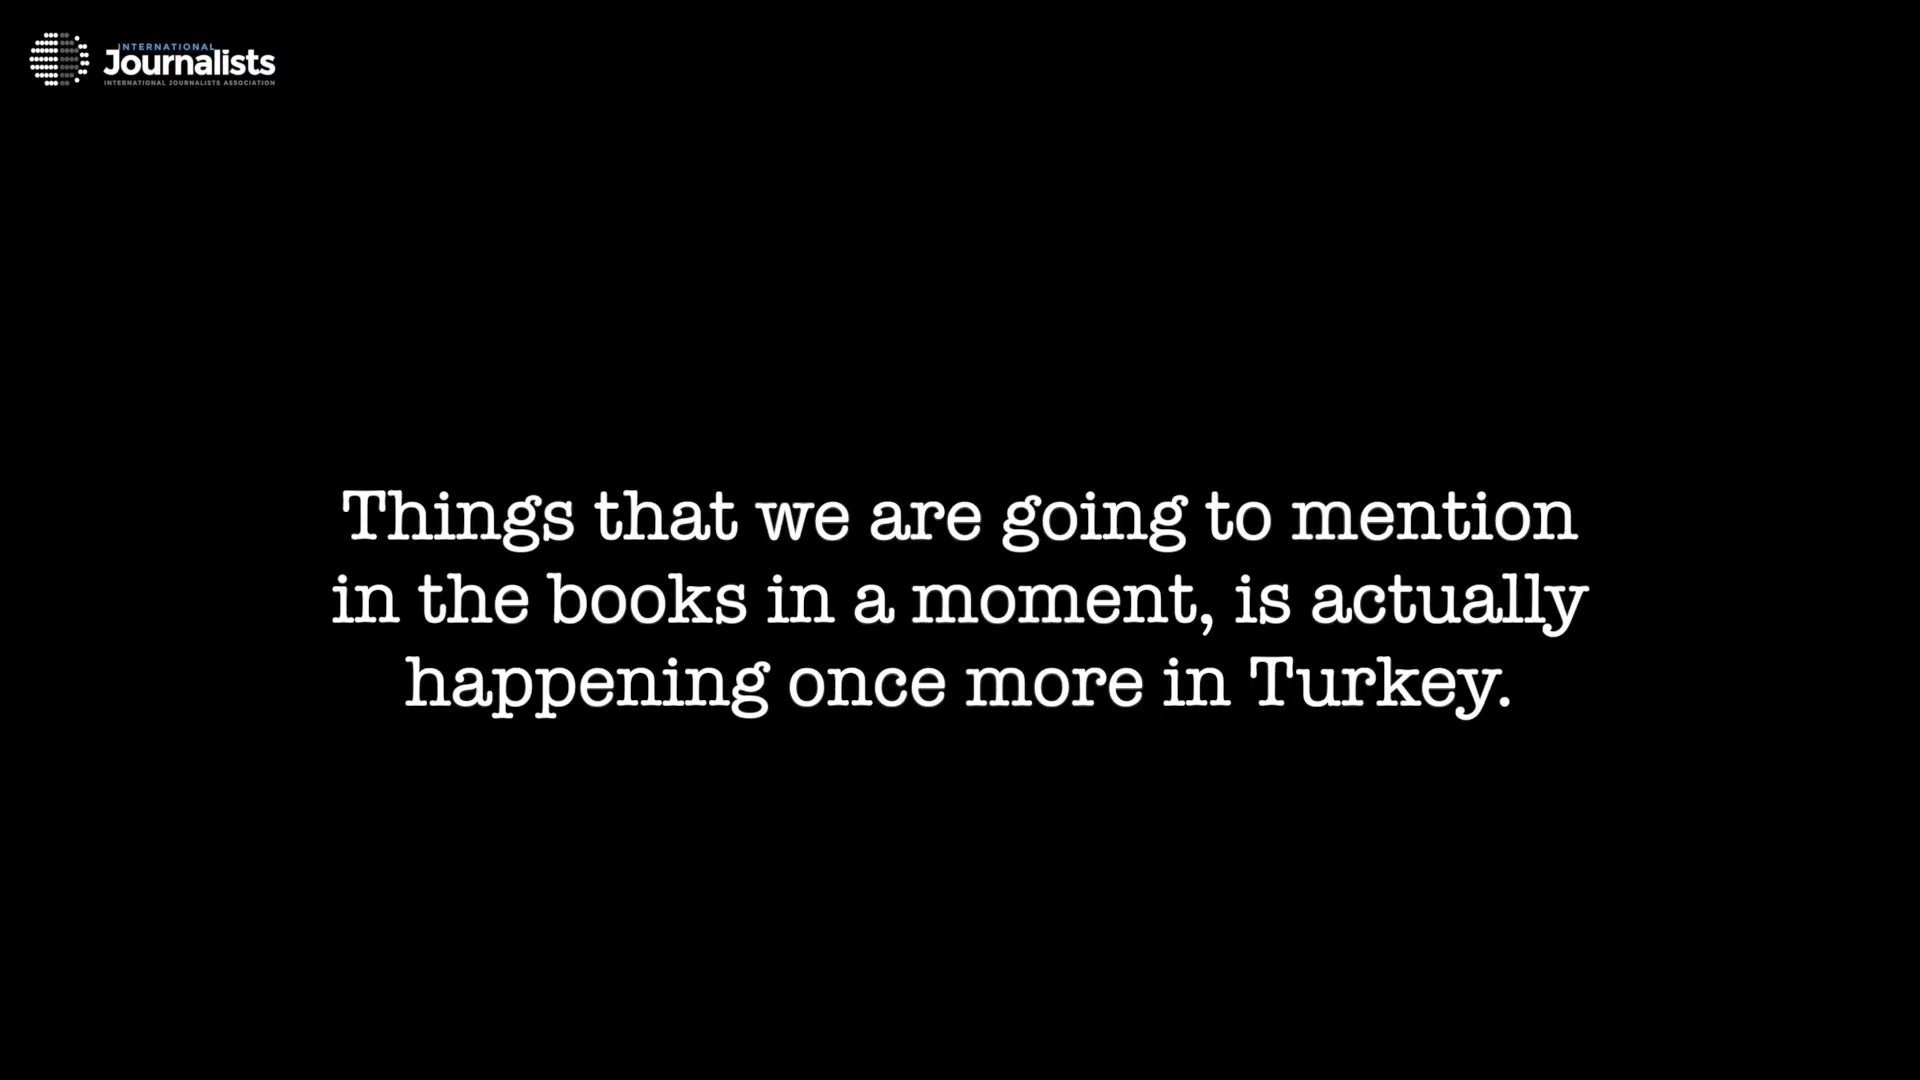 INTERNATIONAL
Journalists
INTERNATIONAL JOURNALISTS ASSOCIATION
Things that we are going to mention
in the books in a moment, is actually
happening once more in Turkey.